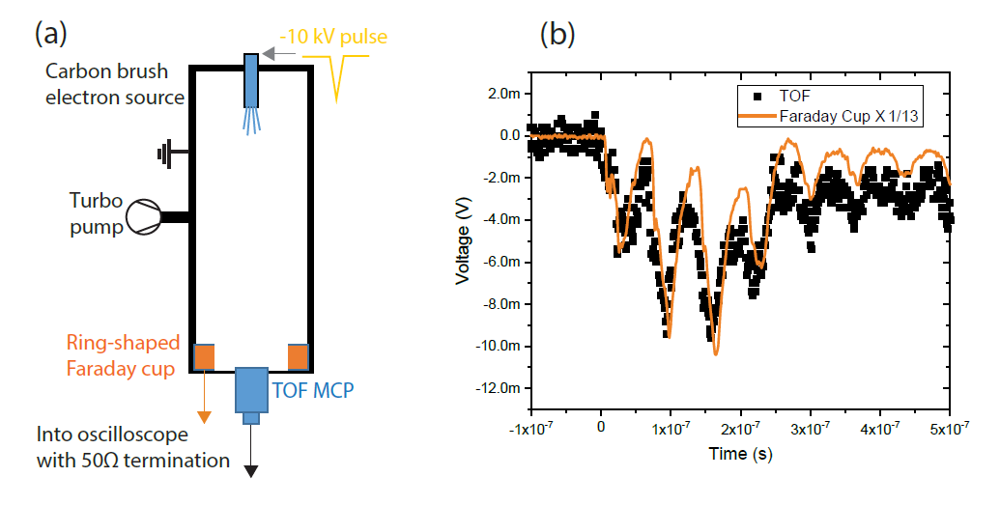 (a)
-10 kV pulse
Carbon brush
electron source
Turbo
pump
Ring-shaped
Faraday cup
TOF MCP
Into oscilloscope
with 50Ω termination
(b)
TOF
Faraday Cup X 1/13
2.0m
0.0
-2.0m
-4.0m
-6.0m
-8.0m
-10.0m
-12.0m
Voltage (V)
-1x10⁻⁷ 0 1x10⁻⁷ 2x10⁻⁷ 3x10⁻⁷ 4x10⁻⁷ 5x10⁻⁷
Time (s)